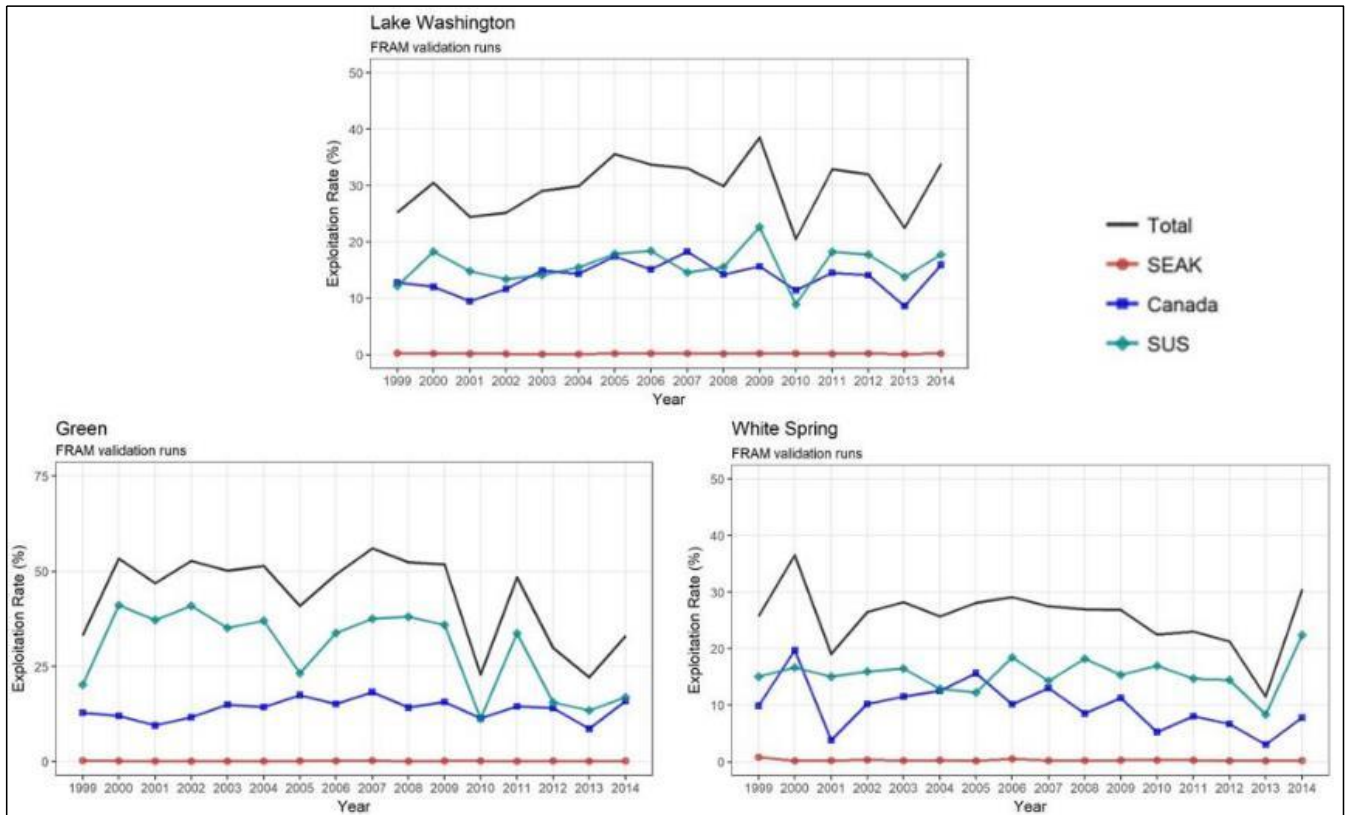 Lake Washington
FRAM validation runs
50
40
30
20
10
0
Exploitation Rate (%)
1999 2000 2001 2002 2003 2004 2005 2006 2007 2008 2009 2010 2011 2012 2013 2014
Year
Total
SEAK
Canada
SUS
Green
FRAM validation runs
75
50
25
0
Exploitation Rate (%)
1999 2000 2001 2002 2003 2004 2005 2006 2007 2008 2009 2010 2011 2012 2013 2014
Year
White Spring
FRAM validation runs
50
40
30
20
10
0
Exploitation Rate (%)
1999 2000 2001 2002 2003 2004 2005 2006 2007 2008 2009 2010 2011 2012 2013 2014
Year